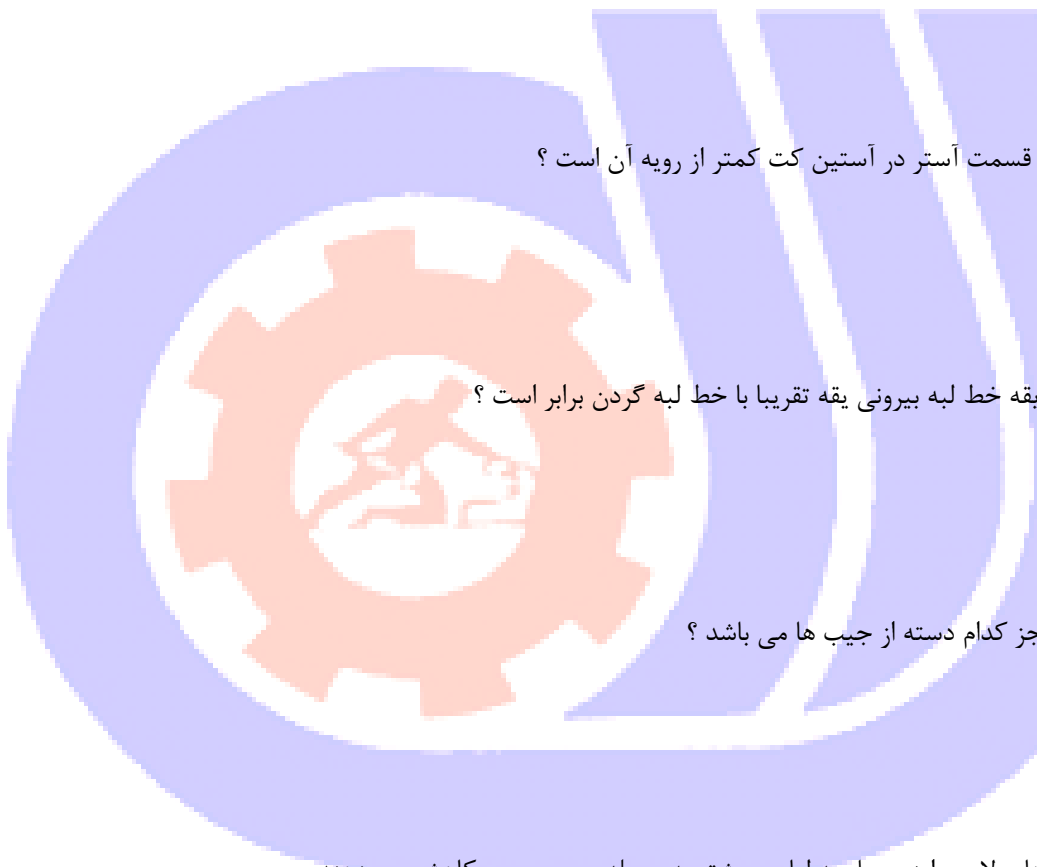 قسمت آستر در آستین کت کمتر از رویه آن است ؟
یقه خط لبه بیرونی یقه تقریبا با خط لبه گردن برابر است ؟
جز کدام دسته از جیب ها می باشد ؟